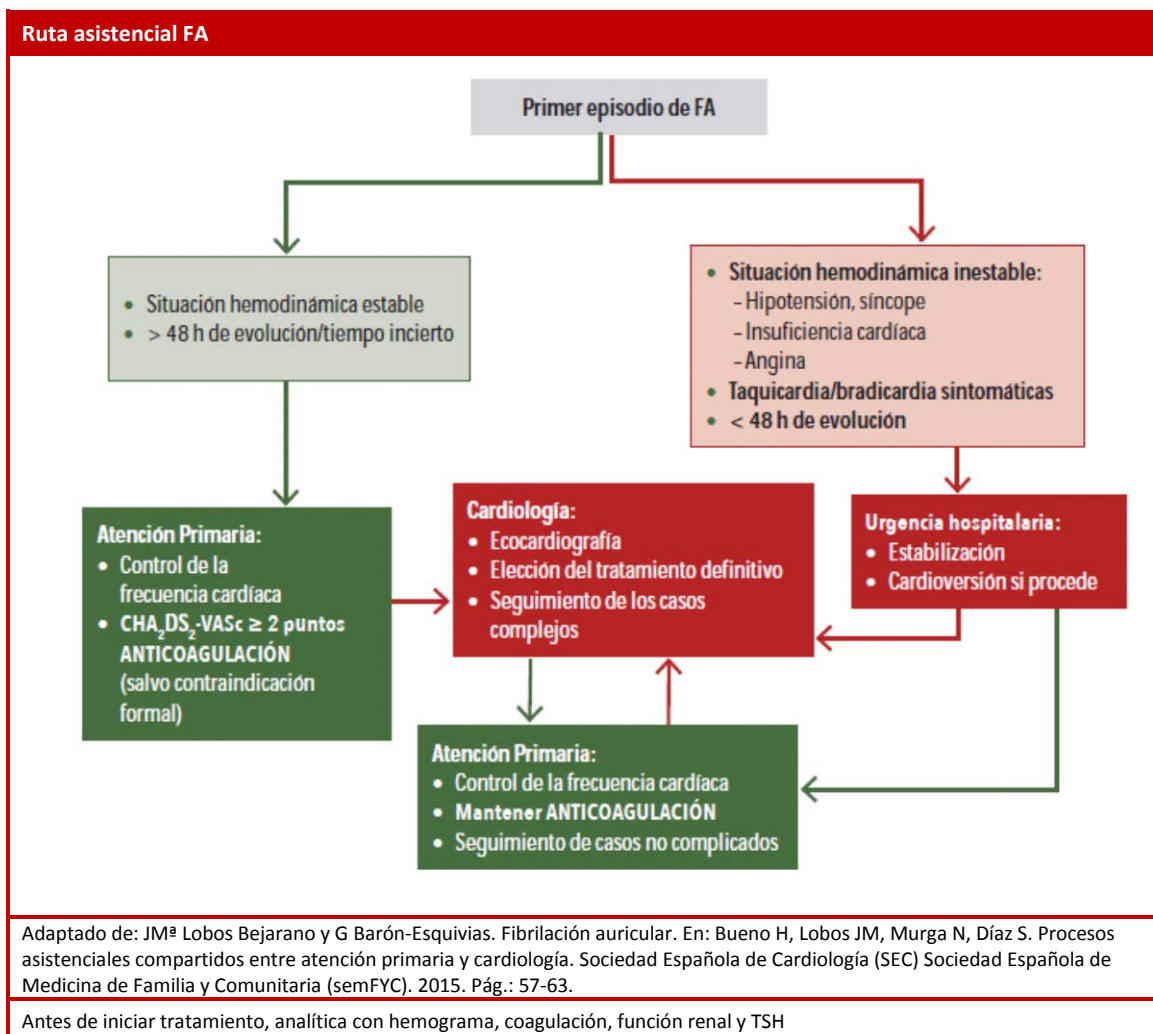 Ruta asistencial FA
Primer episodio de FA
• Situación hemodinámica estable
• > 48 h de evolución/tiempo incierto
• Situación hemodinámica inestable:
- Hipotensión, síncope
- Insuficiencia cardíaca
- Angina
• Taquicardia/bradicardia sintomáticas
• < 48 h de evolución
Atención Primaria:
• Control de la
frecuencia cardíaca
• CHA₂DS₂-VASc ≥ 2 puntos
ANTICOAGULACIÓN
(salvo contraindicación
formal)
Cardiología:
• Ecocardiografía
• Elección del tratamiento definitivo
• Seguimiento de los casos
complejos
Urgencia hospitalaria:
• Estabilización
• Cardioversión si procede
Atención Primaria:
• Control de la frecuencia cardíaca
• Mantener ANTICOAGULACIÓN
• Seguimiento de casos no complicados
Adaptado de: JMª Lobos Bejarano y G Barón-Esquivias. Fibrilación auricular. En: Bueno H, Lobos JM, Murga N, Díaz S. Procesos
asistenciales compartidos entre atención primaria y cardiología. Sociedad Española de Cardiología (SEC) Sociedad Española de
Medicina de Familia y Comunitaria (semFYC). 2015. Pág.: 57-63.
Antes de iniciar tratamiento, analítica con hemograma, coagulación, función renal y TSH